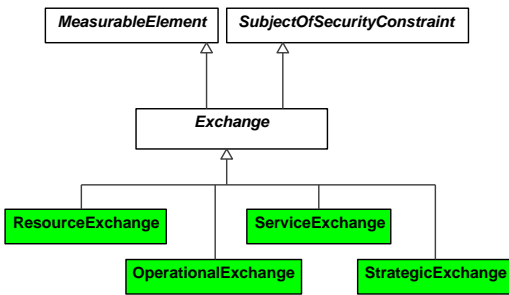 MeasurableElement
SubjectOfSecurityConstraint
Exchange
ResourceExchange
ServiceExchange
OperationalExchange
StrategicExchange